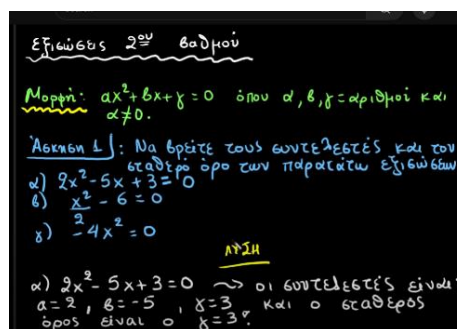 εξισώσεις 2ου βαθμού
Μορφή: αx²+βx+γ=0 όπου α,β,γ=αριθμοί και
α≠0.
Άσκηση 1: Να βρείτε τους συντελεστές και τον
σταθερό όρο των παρατάτω εξισώσεων
α) 2x²-5x+3=0
β) x²/2 - 6=0
γ) -4x²=0
ΛΥΣΗ
α) 2x²-5x+3=0 ⤳ οι συντελεστές είναι
α=2, β=-5, γ=3 και ο σταθερός
όρος είναι ο γ=3.